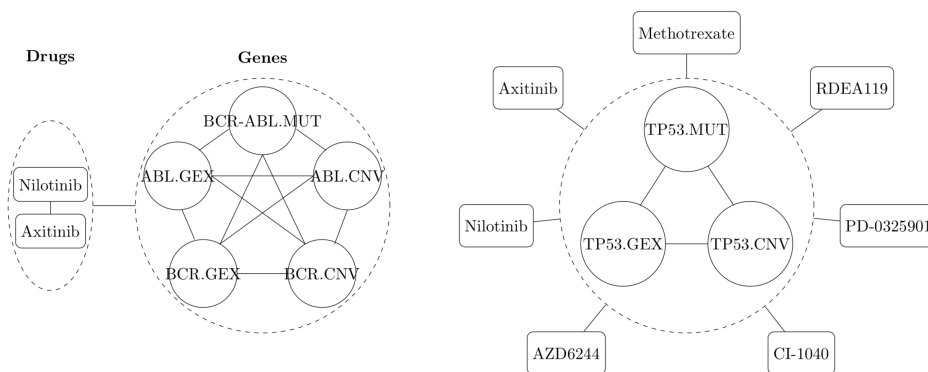 Drugs
Genes
Nilotinib
Axitinib
BCR-ABL.MUT
ABL.GEX
ABL.CNV
BCR.GEX
BCR.CNV
Methotrexate
Axitinib
RDEA119
TP53.MUT
Nilotinib
PD-0325901
TP53.GEX
TP53.CNV
AZD6244
CI-1040